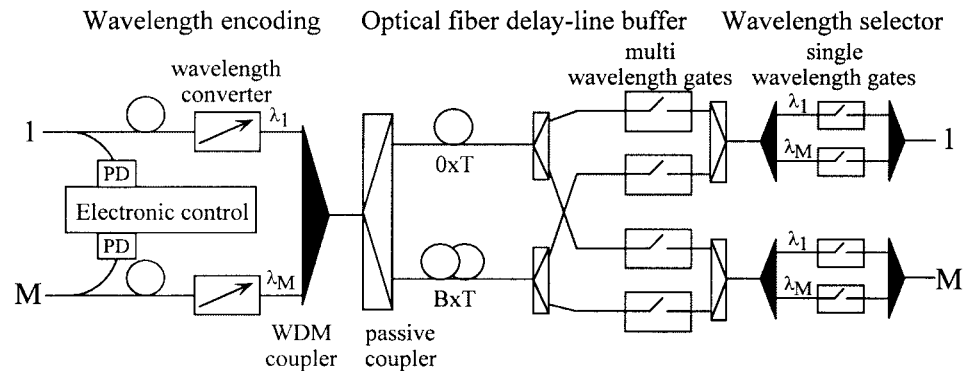 Wavelength encoding
Optical fiber delay-line buffer
Wavelength selector
wavelength
converter
multi
wavelength gates
single
wavelength gates
1
λ1
0xT
λ1
λM
1
PD
Electronic control
PD
M
λM
BxT
λ1
λM
M
WDM
coupler
passive
coupler